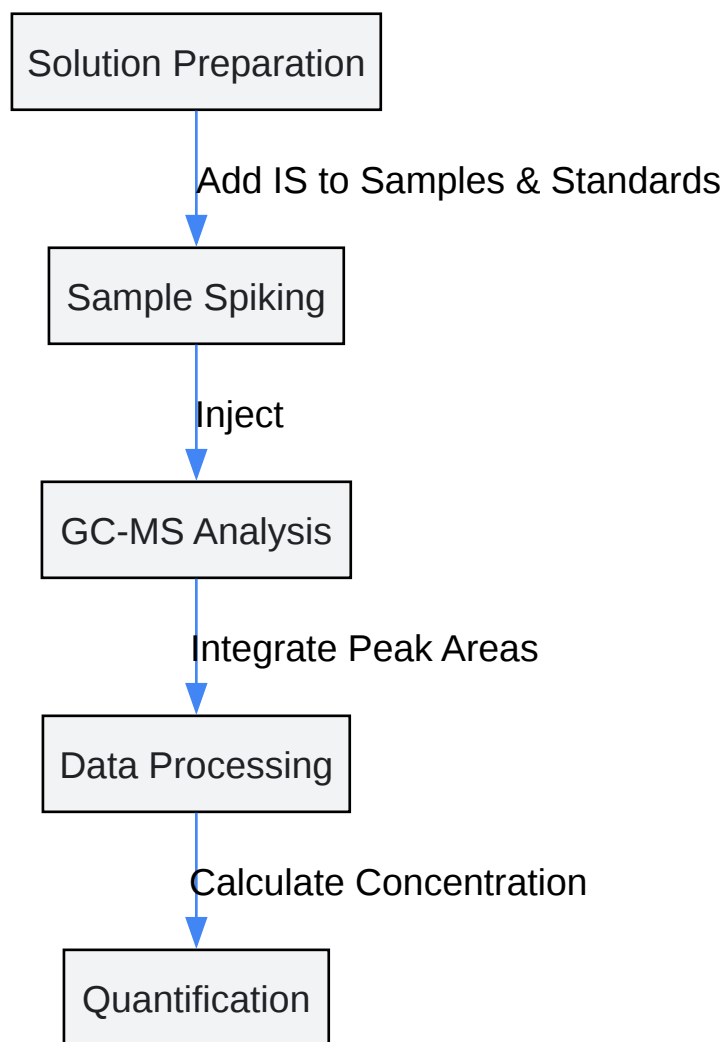 Solution Preparation
Add IS to Samples & Standards
Sample Spiking
Inject
GC-MS Analysis
Integrate Peak Areas
Data Processing
Calculate Concentration
Quantification